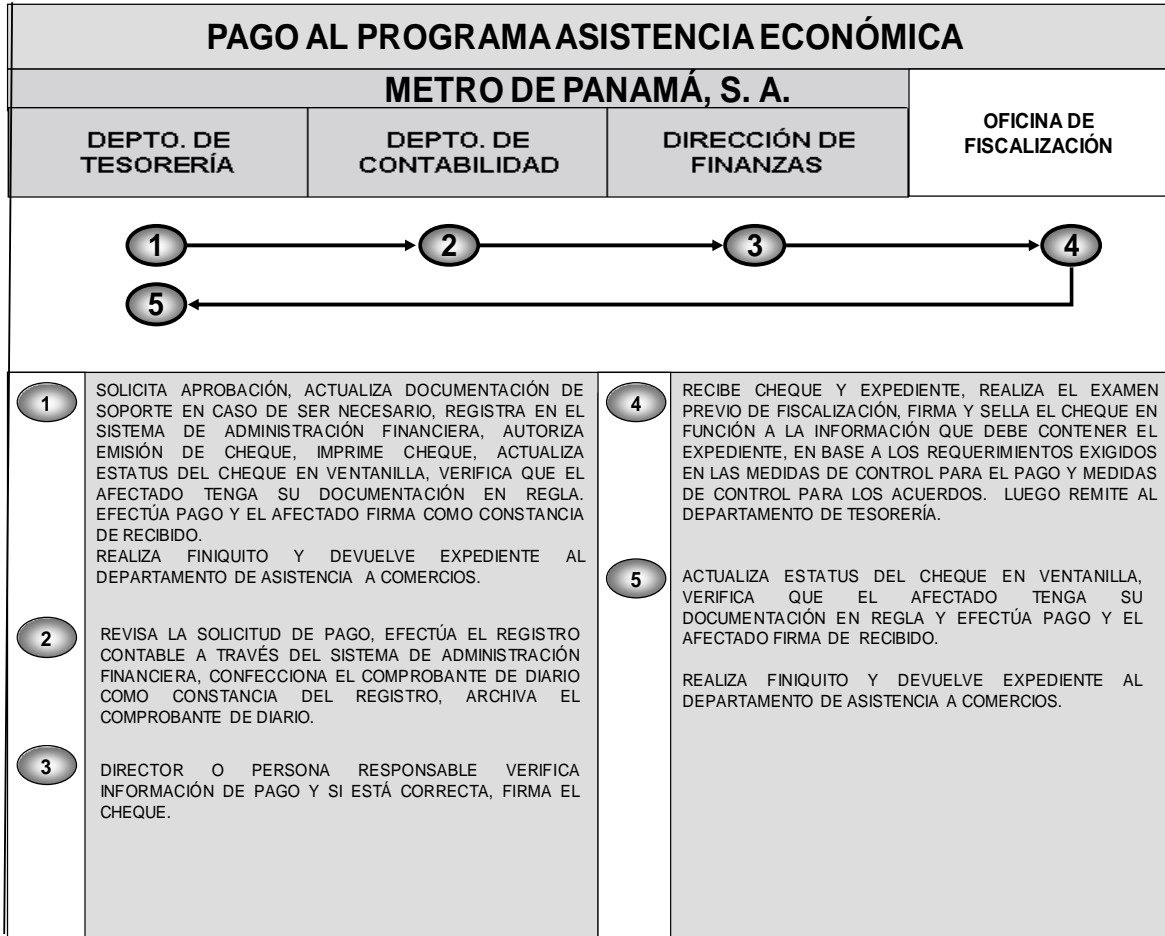 PAGO AL PROGRAMA ASISTENCIA ECONÓMICA
METRO DE PANAMÁ, S. A.
DEPTO. DE
TESORERÍA
DEPTO. DE
CONTABILIDAD
DIRECCIÓN DE
FINANZAS
OFICINA DE
FISCALIZACIÓN
1
2
3
4
5
1
SOLICITA APROBACIÓN, ACTUALIZA DOCUMENTACIÓN DE
SOPORTE EN CASO DE SER NECESARIO, REGISTRA EN EL
SISTEMA DE ADMINISTRACIÓN FINANCIERA, AUTORIZA
EMISIÓN DE CHEQUE, IMPRIME CHEQUE, ACTUALIZA
ESTATUS DEL CHEQUE EN VENTANILLA, VERIFICA QUE EL
AFECTADO TENGA SU DOCUMENTACIÓN EN REGLA.
EFECTÚA PAGO Y EL AFECTADO FIRMA COMO CONSTANCIA
DE RECIBIDO.
REALIZA FINIQUITO Y DEVUELVE EXPEDIENTE AL
DEPARTAMENTO DE ASISTENCIA A COMERCIOS.
2
REVISA LA SOLICITUD DE PAGO, EFECTÚA EL REGISTRO
CONTABLE A TRAVÉS DEL SISTEMA DE ADMINISTRACIÓN
FINANCIERA, CONFECCIONA EL COMPROBANTE DE DIARIO
COMO CONSTANCIA DEL REGISTRO, ARCHIVA EL
COMPROBANTE DE DIARIO.
3
DIRECTOR O PERSONA RESPONSABLE VERIFICA
INFORMACIÓN DE PAGO Y SI ESTÁ CORRECTA, FIRMA EL
CHEQUE.
4
RECIBE CHEQUE Y EXPEDIENTE, REALIZA EL EXAMEN
PREVIO DE FISCALIZACIÓN, FIRMA Y SELLA EL CHEQUE EN
FUNCIÓN A LA INFORMACIÓN QUE DEBE CONTENER EL
EXPEDIENTE, EN BASE A LOS REQUERIMIENTOS EXIGIDOS
EN LAS MEDIDAS DE CONTROL PARA EL PAGO Y MEDIDAS
DE CONTROL PARA LOS ACUERDOS. LUEGO REMITE AL
DEPARTAMENTO DE TESORERÍA.
5
ACTUALIZA ESTATUS DEL CHEQUE EN VENTANILLA,
VERIFICA QUE EL AFECTADO TENGA SU
DOCUMENTACIÓN EN REGLA Y EFECTÚA PAGO Y EL
AFECTADO FIRMA DE RECIBIDO.
REALIZA FINIQUITO Y DEVUELVE EXPEDIENTE AL
DEPARTAMENTO DE ASISTENCIA A COMERCIOS.